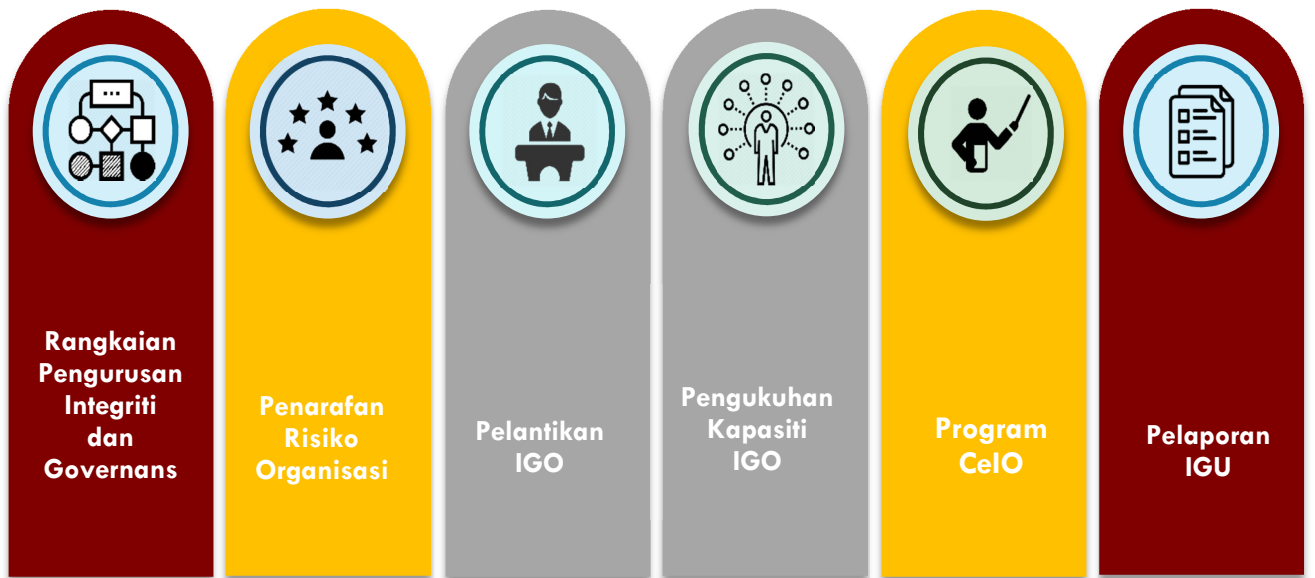 Rangkaian
Pengurusan
Integriti
dan
Governans
Penarafan
Risiko
Organisasi
Pelantikan
IGO
Pengukuhan
Kapasiti
IGO
Program
CeIO
Pelaporan
IGU